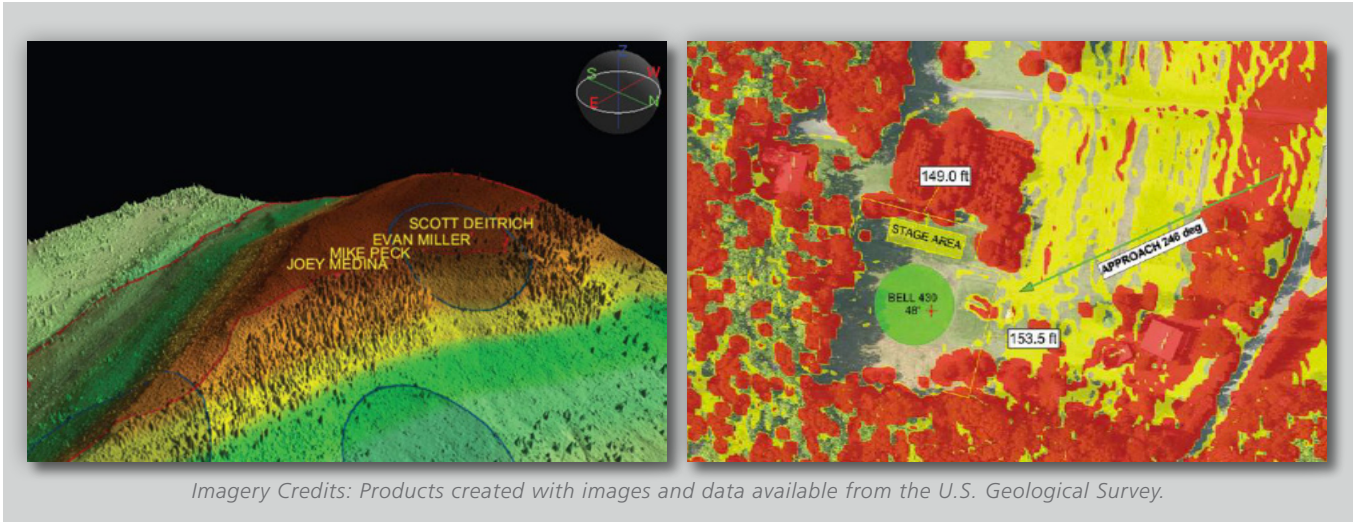 Z
S
W
E
N
SCOTT DEITRICH
EVAN MILLER
MIKE PECK
JOEY MEDINA
149.0 ft
STAGE AREA
APPROACH 246 deg
BELL 430
48"
153.5 ft
Imagery Credits: Products created with images and data available from the U.S. Geological Survey.